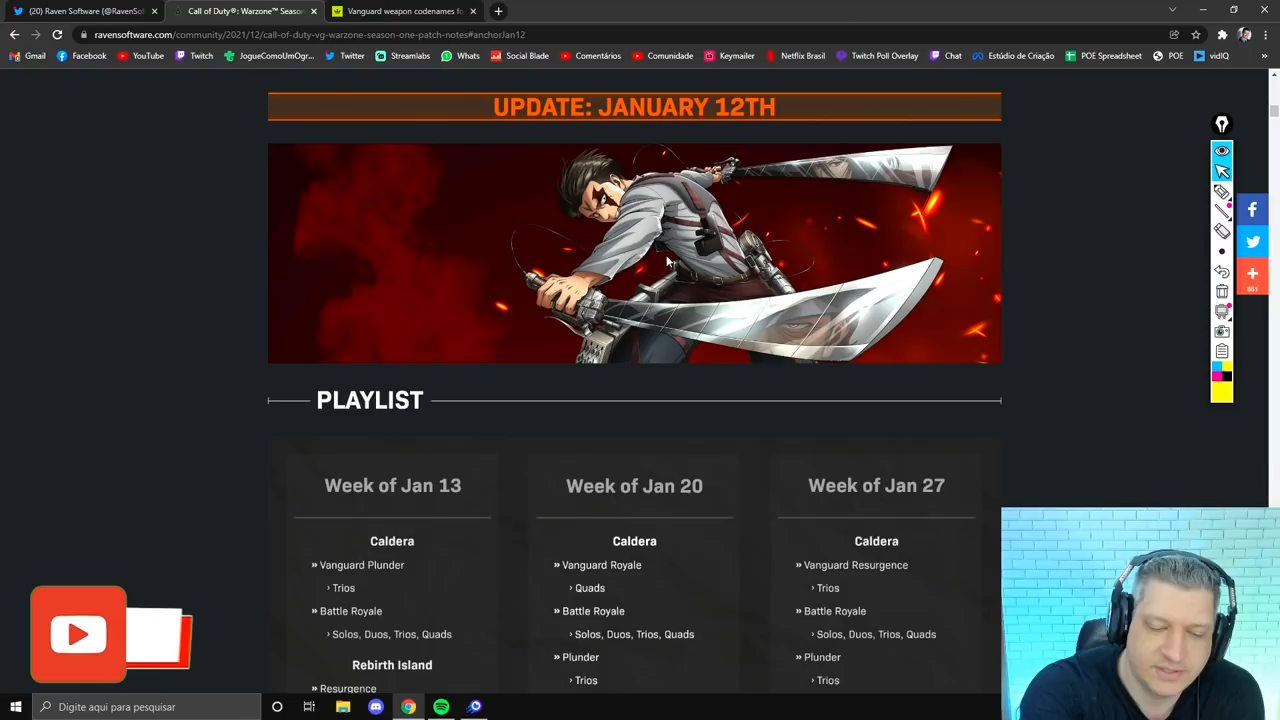 (20) Raven Software (@RavenSof
Call of Duty®: Warzone™ Season
Vanguard weapon codenames fo
ravensoftware.com/community/2021/12/call-of-duty-vg-warzone-season-one-patch-notes#anchorJan12
Gmail
Facebook
YouTube
Twitch
JogueComoUmOgr...
Twitter
Streamlabs
Whats
Social Blade
Comentários
Comunidade
Keymailer
Netflix Brasil
Twitch Poll Overlay
Chat
Estúdio de Criação
POE Spreadsheet
POE
vidIQ
UPDATE: JANUARY 12TH
PLAYLIST
Week of Jan 13
Caldera
» Vanguard Plunder
› Trios
» Battle Royale
› Solos, Duos, Trios, Quads
Rebirth Island
» Resurgence
Week of Jan 20
Caldera
» Vanguard Royale
› Quads
» Battle Royale
› Solos, Duos, Trios, Quads
» Plunder
› Trios
Week of Jan 27
Caldera
» Vanguard Resurgence
› Trios
» Battle Royale
› Solos, Duos, Trios, Quads
» Plunder
› Trios
Digite aqui para pesquisar